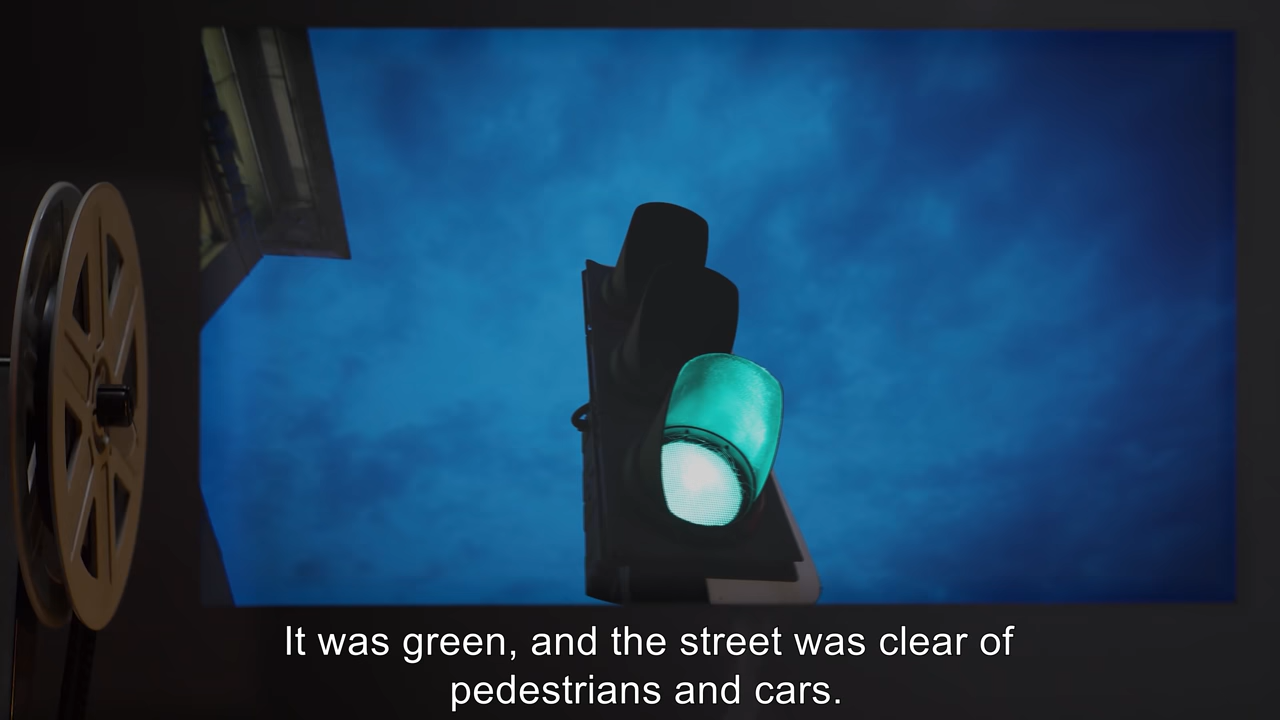 It was green, and the street was clear of
pedestrians and cars.